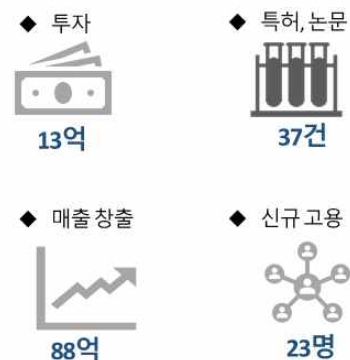 ◆ 투자
13억
◆ 특허, 논문
37건
◆ 매출 창출
88억
◆ 신규 고용
23명